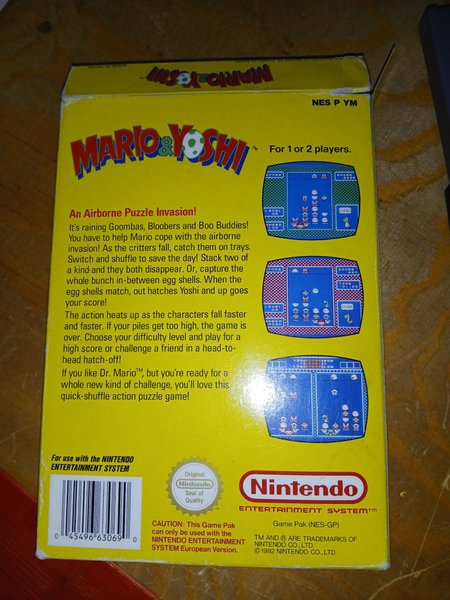 MARIO & YOSHI
NES P YM
MARIO & YOSHI™
For 1 or 2 players.
An Airborne Puzzle Invasion!
It's raining Goombas, Bloobers and Boo Buddies!
You have to help Mario cope with the airborne
invasion! As the critters fall, catch them on trays.
Switch and shuffle to save the day! Stack two of
a kind and they both disappear. Or, capture the
whole bunch in-between egg shells. When the
egg shells match, out hatches Yoshi and up goes
your score!
The action heats up as the characters fall faster
and faster. If your piles get too high, the game is
over. Choose your difficulty level and play for a
high score or challenge a friend in a head-to-
head hatch-off!
If you like Dr. Mario™, but you're ready for a
whole new kind of challenge, you'll love this
quick-shuffle action puzzle game!
For use with the NINTENDO
ENTERTAINMENT SYSTEM
0 45496 63069 0
Original
Nintendo
Seal of
Quality
CAUTION: This Game Pak
can only be used with the
NINTENDO ENTERTAINMENT
SYSTEM European Version.
Nintendo®
ENTERTAINMENT SYSTEM™
Game Pak (NES-GP)
TM AND ® ARE TRADEMARKS OF
NINTENDO CO., LTD.
©1992 NINTENDO CO., LTD.